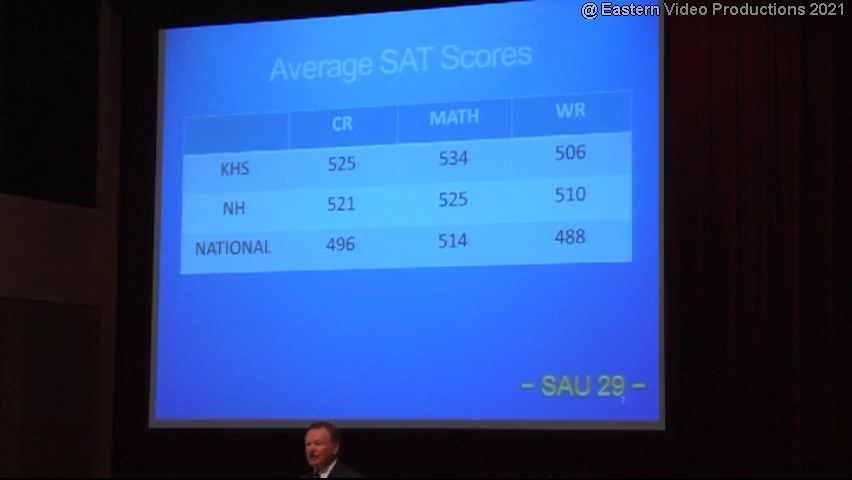 @ Eastern Video Productions 2021
Average SAT Scores
CR MATH WR
KHS 525 534 506
NH 521 525 510
NATIONAL 496 514 488
– SAU 29 –
7